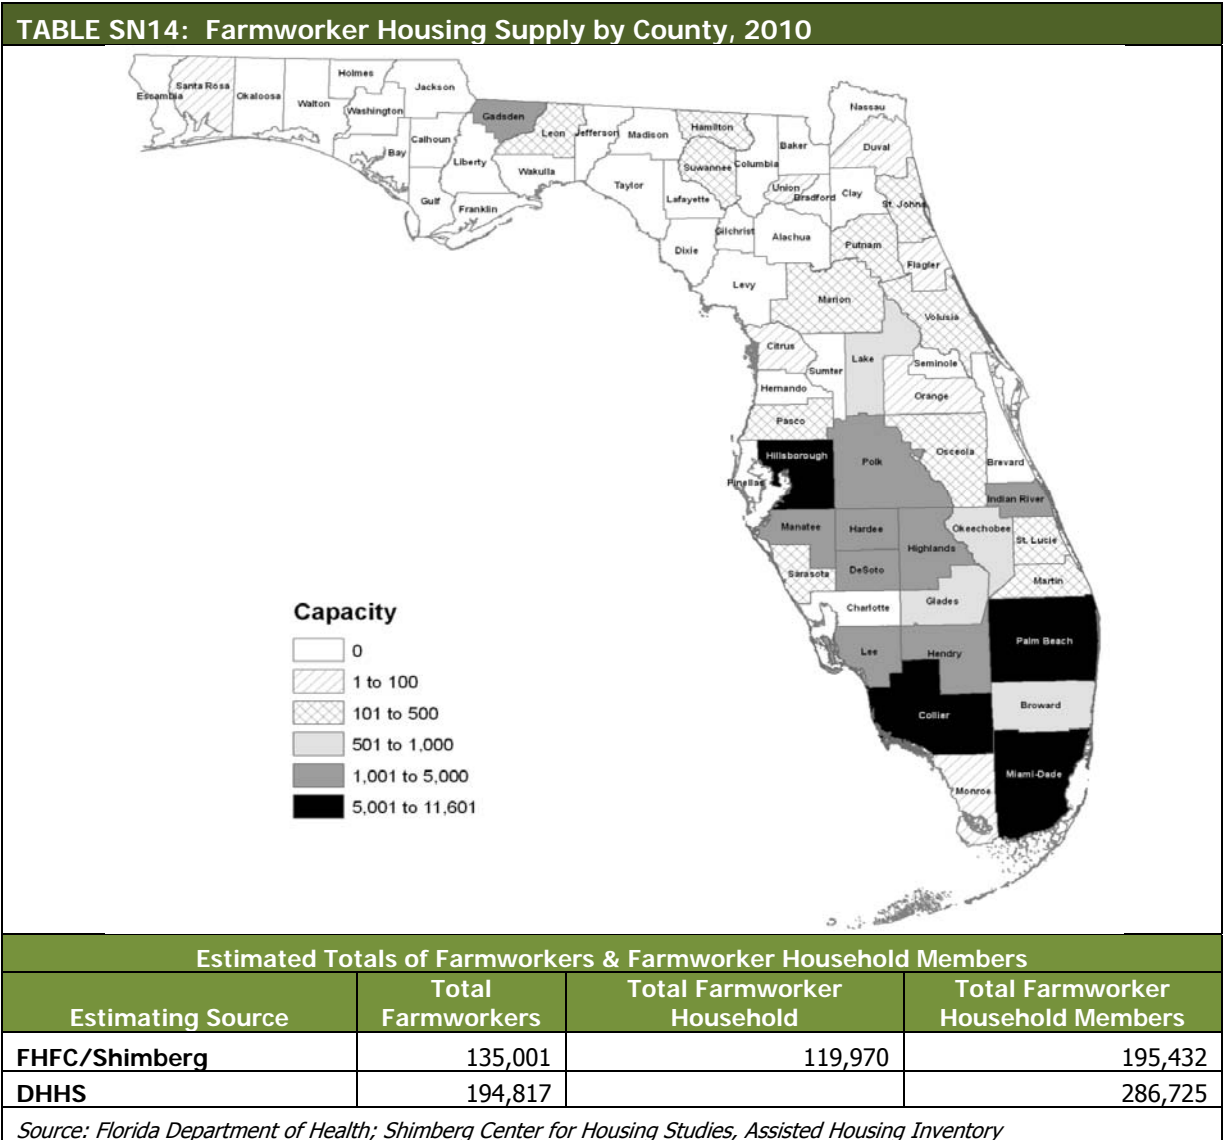 TABLE SN14: Farmworker Housing Supply by County, 2010
Holmes
Jackson
Santa Rosa
Escambia
Okaloosa
Walton
Washington
Nassau
Gadsden
Leon
Jefferson
Madison
Hamilton
Calhoun
Baker
Duval
Bay
Liberty
Wakulla
Suwannee
Columbia
Taylor
Union
Bradford
Clay
Lafayette
Gulf
Franklin
St. Johns
Gilchrist
Alachua
Dixie
Putnam
Flagler
Levy
Marion
Volusia
Citrus
Lake
Sumter
Seminole
Hernando
Orange
Pasco
Hillsborough
Polk
Osceola
Brevard
Pinellas
Indian River
Manatee
Hardee
Okeechobee
St. Lucie
Highlands
DeSoto
Sarasota
Martin
Charlotte
Glades
Palm Beach
Lee
Hendry
Broward
Collier
Miami-Dade
Monroe
Capacity
0
1 to 100
101 to 500
501 to 1,000
1,001 to 5,000
5,001 to 11,601
Estimated Totals of Farmworkers & Farmworker Household Members
Estimating Source
Total
Farmworkers
Total Farmworker
Household
Total Farmworker
Household Members
FHFC/Shimberg 135,001 119,970 195,432
DHHS 194,817 286,725
Source: Florida Department of Health; Shimberg Center for Housing Studies, Assisted Housing Inventory